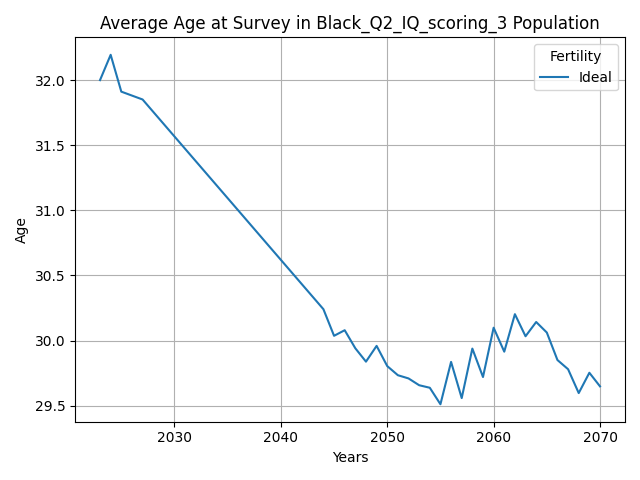 Average Age at Survey in Black_Q2_IQ_scoring_3 Population
Fertility
Ideal
32.0
31.5
31.0
30.5
30.0
29.5
Age
2030 2040 2050 2060 2070
Years